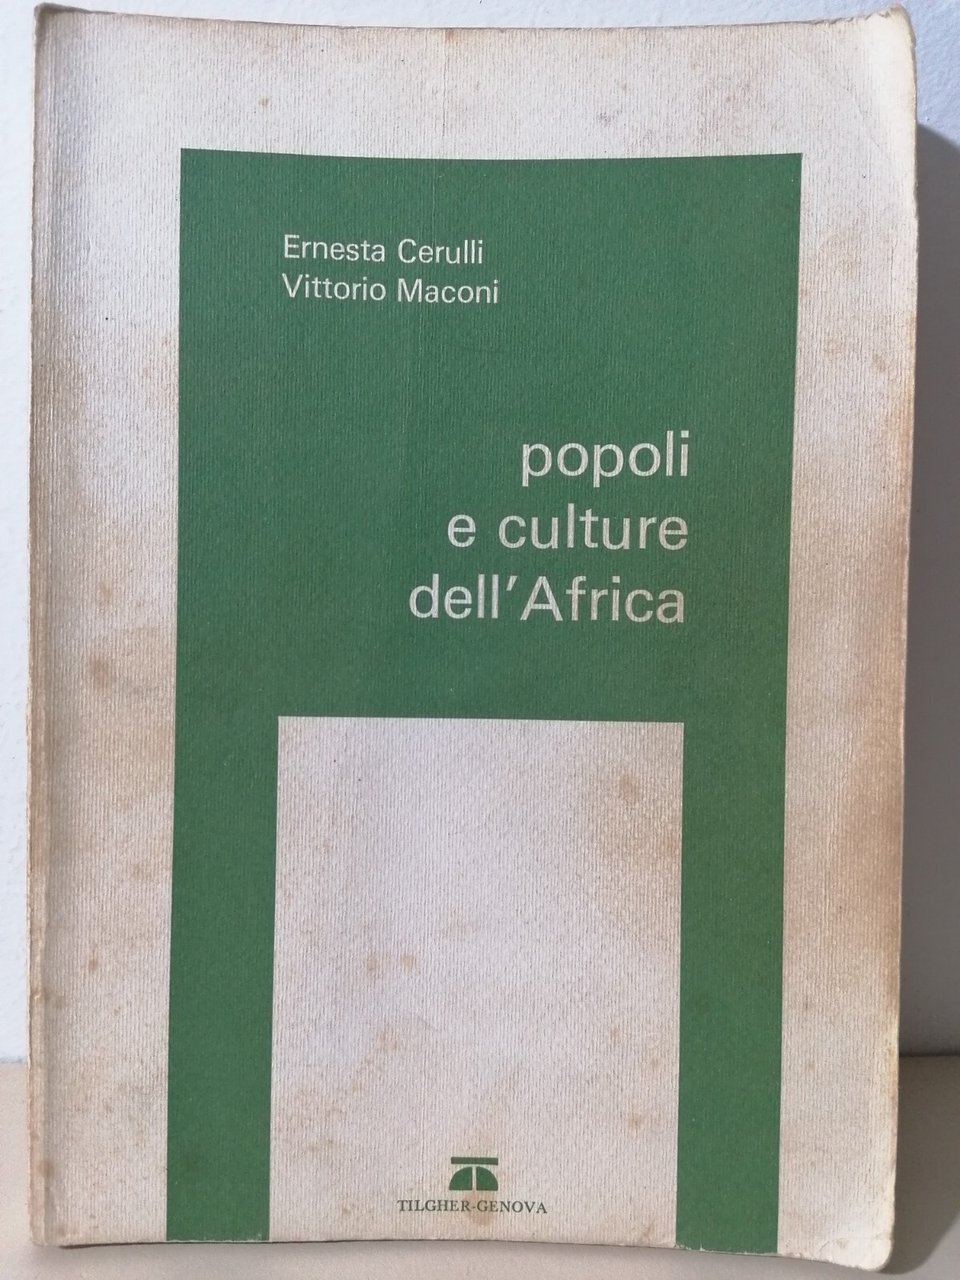 Ernesta Cerulli
Vittorio Maconi
popoli
e culture
dell'Africa
TILGHER-GENOVA